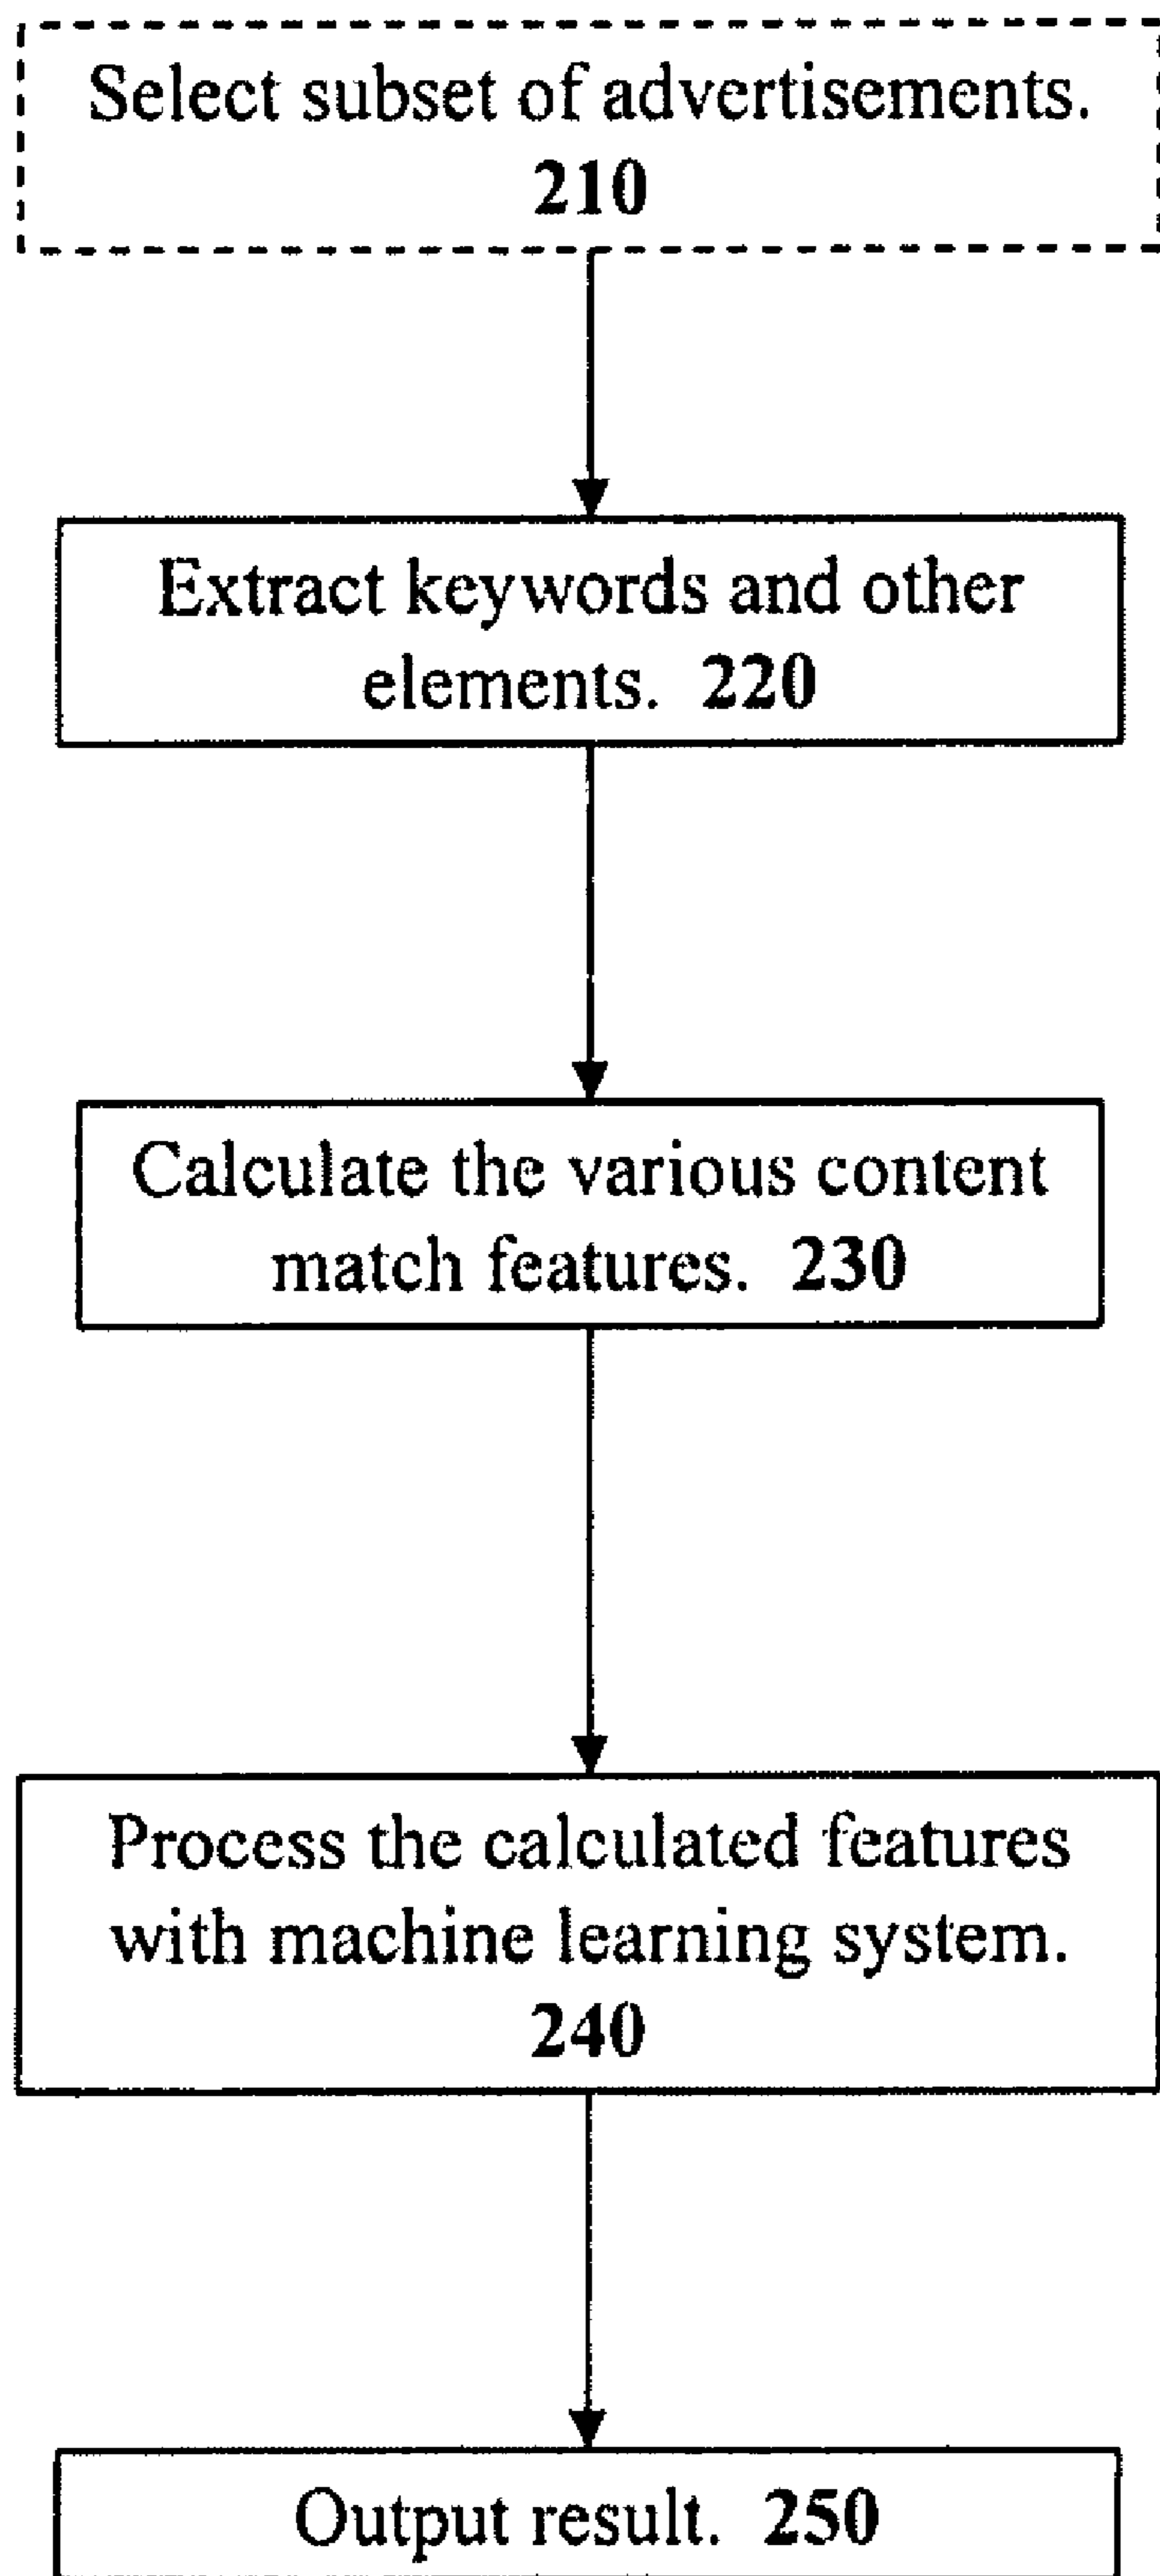 Select subset of advertisements.
210
Extract keywords and other
elements. 220
Calculate the various content
match features. 230
Process the calculated features
with machine learning system.
240
Output result. 250